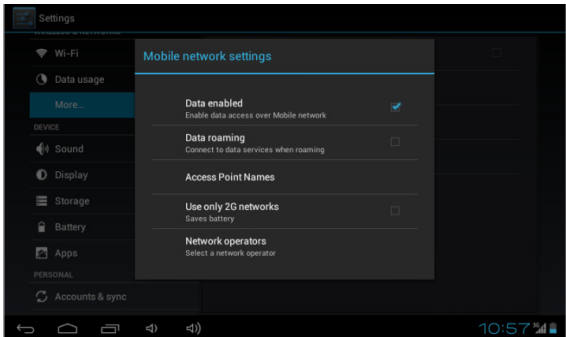 Settings
WIRELESS & NETWORKS
Wi-Fi
Data usage
More...
DEVICE
Sound
Display
Storage
Battery
Apps
PERSONAL
Accounts & sync
Mobile network settings
Data enabled
Enable data access over Mobile network
Data roaming
Connect to data services when roaming
Access Point Names
Use only 2G networks
Saves battery
Network operators
Select a network operator
10:57